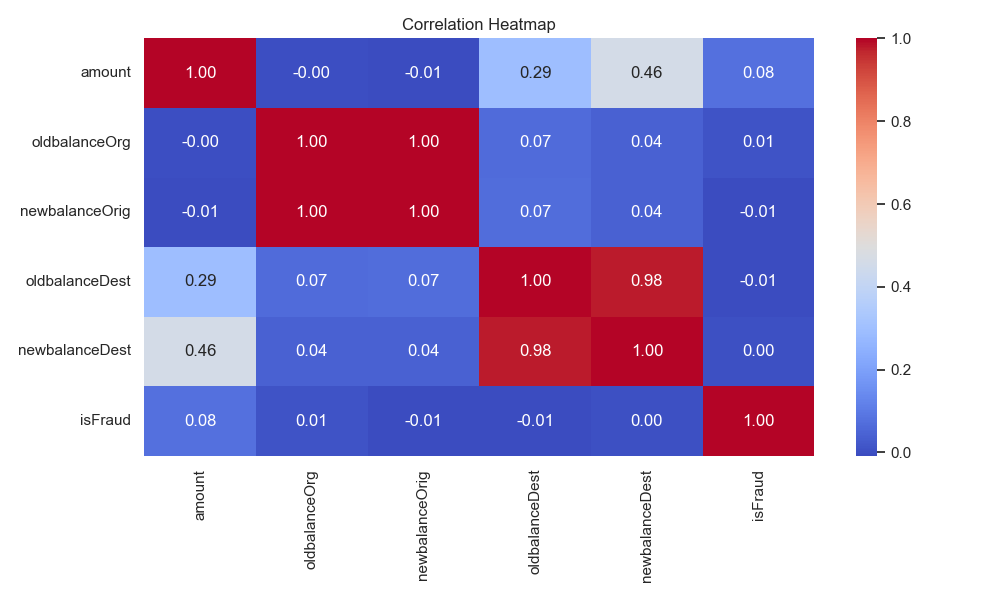 Correlation Heatmap
amount 1.00 -0.00 -0.01 0.29 0.46 0.08
oldbalanceOrg -0.00 1.00 1.00 0.07 0.04 0.01
newbalanceOrig -0.01 1.00 1.00 0.07 0.04 -0.01
oldbalanceDest 0.29 0.07 0.07 1.00 0.98 -0.01
newbalanceDest 0.46 0.04 0.04 0.98 1.00 0.00
isFraud 0.08 0.01 -0.01 -0.01 0.00 1.00
amount oldbalanceOrg newbalanceOrig oldbalanceDest newbalanceDest isFraud
1.0
0.8
0.6
0.4
0.2
0.0